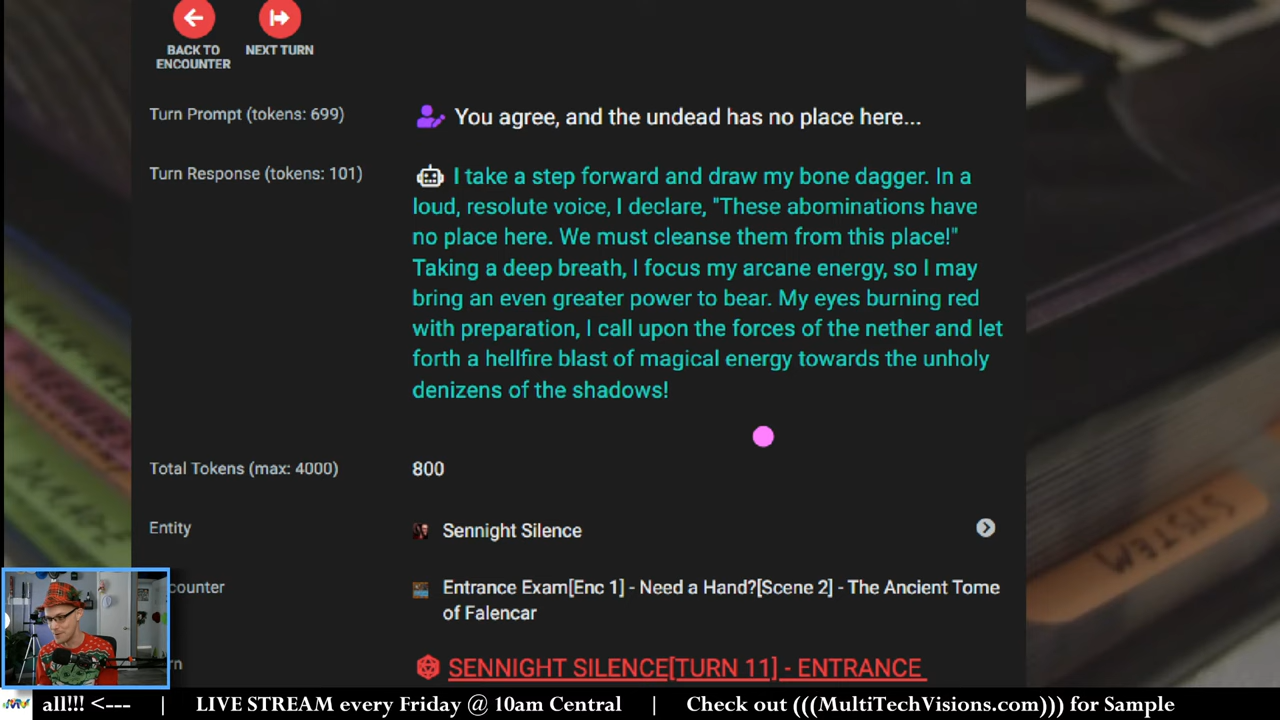 BACK TO
ENCOUNTER
NEXT TURN
Turn Prompt (tokens: 699)
You agree, and the undead has no place here...
Turn Response (tokens: 101)
I take a step forward and draw my bone dagger. In a
loud, resolute voice, I declare, "These abominations have
no place here. We must cleanse them from this place!"
Taking a deep breath, I focus my arcane energy, so I may
bring an even greater power to bear. My eyes burning red
with preparation, I call upon the forces of the nether and let
forth a hellfire blast of magical energy towards the unholy
denizens of the shadows!
Total Tokens (max: 4000)
800
Entity
Sennight Silence
counter
Entrance Exam[Enc 1] - Need a Hand?[Scene 2] - The Ancient Tome
of Falencar
rn
SENNIGHT SILENCE[TURN 11] - ENTRANCE
SYSTEM
all!!! <--- | LIVE STREAM every Friday @ 10am Central | Check out (((MultiTechVisions.com))) for Sample